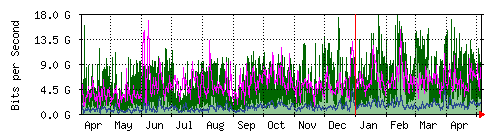 18.0 G
13.5 G
9.0 G
4.5 G
0.0 G
Bits per Second
Apr May Jun Jul Aug Sep Oct Nov Dec Jan Feb Mar Apr